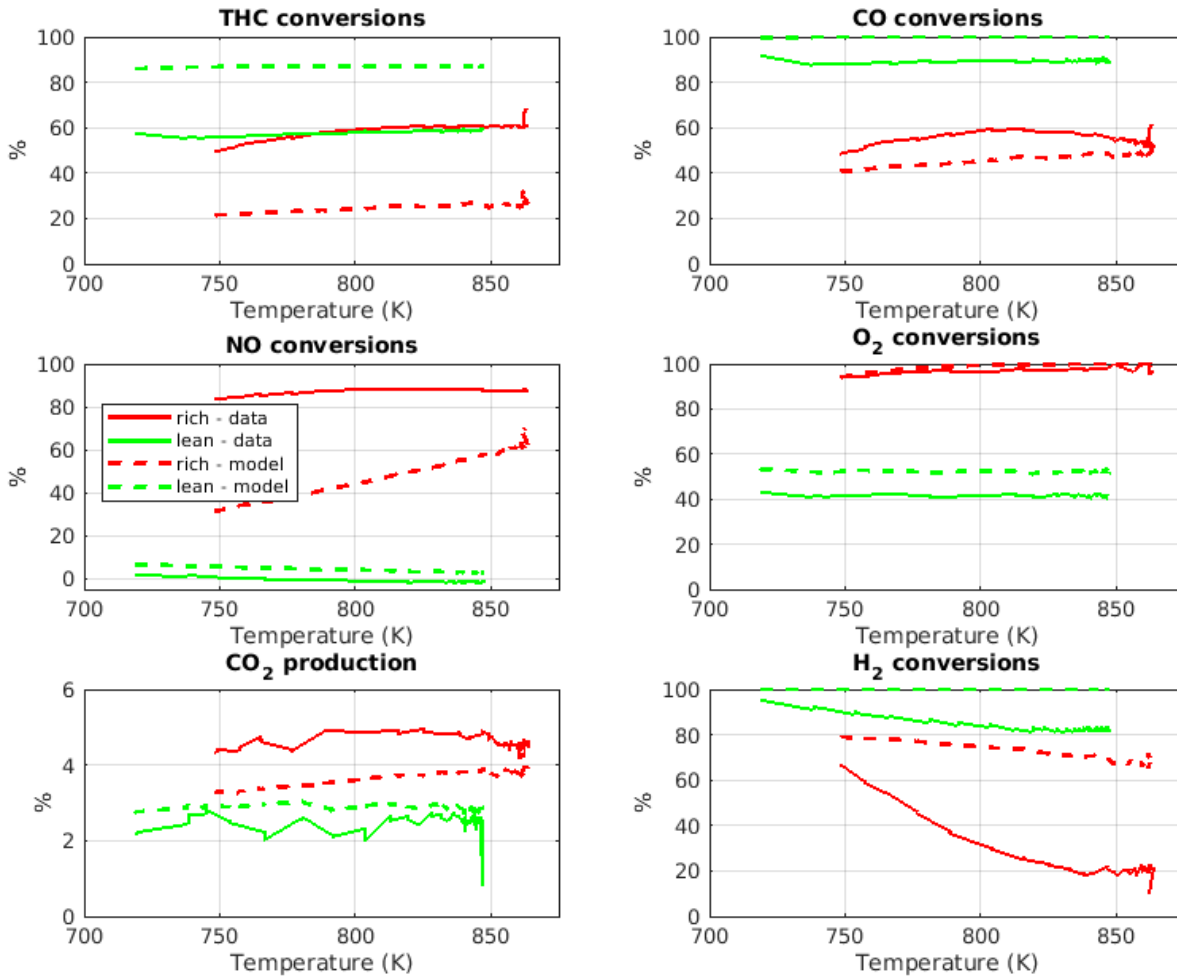 THC conversions
100
80
60
40
20
0
%
700 750 800 850
Temperature (K)
CO conversions
100
80
60
40
20
0
%
700 750 800 850
Temperature (K)
NO conversions
100
80
60
40
20
0
%
rich - data
lean - data
rich - model
lean - model
700 750 800 850
Temperature (K)
O₂ conversions
100
80
60
40
20
0
%
700 750 800 850
Temperature (K)
CO₂ production
6
4
2
0
%
700 750 800 850
Temperature (K)
H₂ conversions
100
80
60
40
20
0
%
700 750 800 850
Temperature (K)